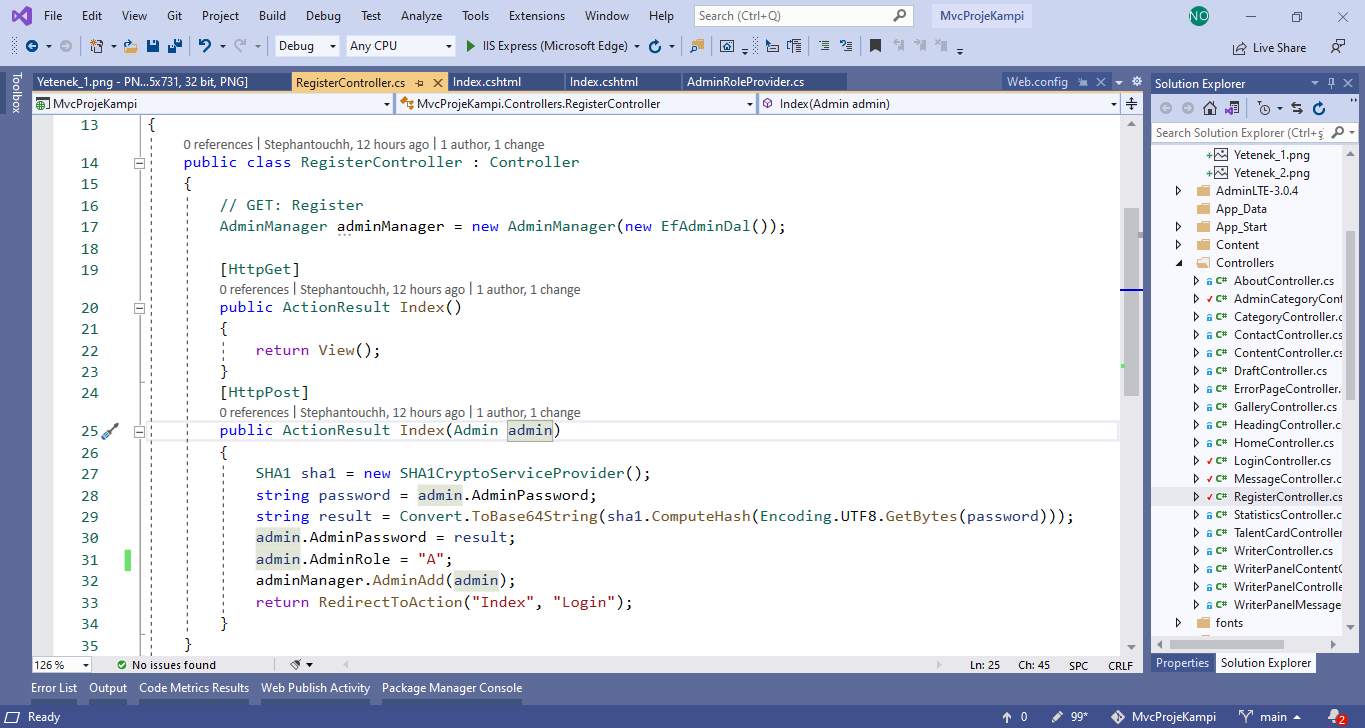 File Edit View Git Project Build Debug Test Analyze Tools Extensions Window Help Search (Ctrl+Q) MvcProjeKampi NO
Debug Any CPU IIS Express (Microsoft Edge) Live Share
Toolbox
Yetenek_1.png - PN...5x731, 32 bit, PNG] RegisterController.cs Index.cshtml Index.cshtml AdminRoleProvider.cs Web.config
MvcProjeKampi MvcProjeKampi.Controllers.RegisterController Index(Admin admin)
13 {
0 references | Stephantouchh, 12 hours ago | 1 author, 1 change
14 public class RegisterController : Controller
15 {
16 // GET: Register
17 AdminManager adminManager = new AdminManager(new EfAdminDal());
18
19 [HttpGet]
0 references | Stephantouchh, 12 hours ago | 1 author, 1 change
20 public ActionResult Index()
21 {
22 return View();
23 }
24 [HttpPost]
0 references | Stephantouchh, 12 hours ago | 1 author, 1 change
25 public ActionResult Index(Admin admin)
26 {
27 SHA1 sha1 = new SHA1CryptoServiceProvider();
28 string password = admin.AdminPassword;
29 string result = Convert.ToBase64String(sha1.ComputeHash(Encoding.UTF8.GetBytes(password)));
30 admin.AdminPassword = result;
31 admin.AdminRole = "A";
32 adminManager.AdminAdd(admin);
33 return RedirectToAction("Index", "Login");
34 }
35 }
126 % No issues found Ln: 25 Ch: 45 SPC CRLF
Solution Explorer
Search Solution Explorer (Ctrl+ş
Yetenek_1.png
Yetenek_2.png
AdminLTE-3.0.4
App_Data
App_Start
Content
Controllers
C# AboutController.cs
C# AdminCategoryCont
C# CategoryController.c
C# ContactController.cs
C# ContentController.cs
C# DraftController.cs
C# ErrorPageController.
C# GalleryController.cs
C# HeadingController.cs
C# HomeController.cs
C# LoginController.cs
C# MessageController.c
C# RegisterController.cs
C# StatisticsController.c
C# TalentCardController
C# WriterController.cs
C# WriterPanelContentC
C# WriterPanelControlle
C# WriterPanelMessage
fonts
Properties Solution Explorer
Error List Output Code Metrics Results Web Publish Activity Package Manager Console
Ready 0 99* MvcProjeKampi main 2